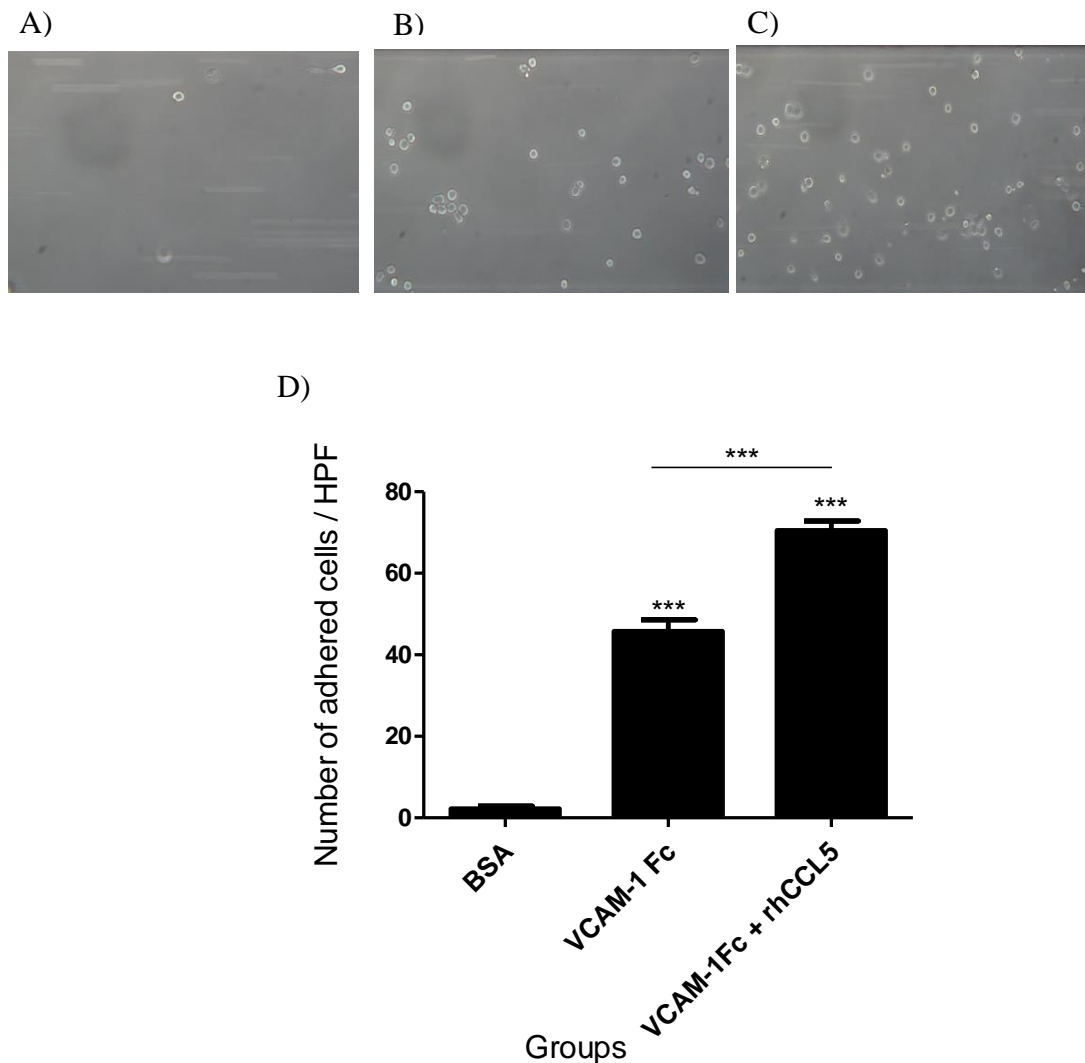 A)
B)
C)
D)
Number of adhered cells / HPF
***
***
***
80
60
40
20
0
BSA
VCAM-1 Fc
VCAM-1Fc + rhCCL5
Groups